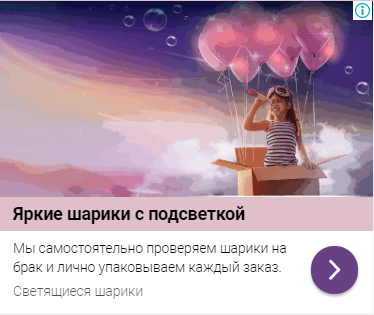 Яркие шарики с подсветкой
Мы самостоятельно проверяем шарики на
брак и лично упаковываем каждый заказ.
Светящиеся шарики